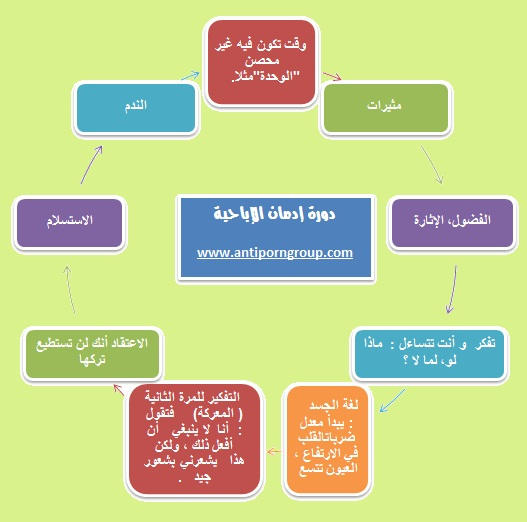 وقت تكون فيه غير
محصن
"الوحدة"مثلا.
مثيرات
الفضول، الإثارة
تفكر و أنت تتساءل : ماذا
لو، لما لا ؟
لغة الجسد
: يبدأ معدل
ضرباتالقلب
في الارتفاع ،
العيون تتسع
التفكير للمرة الثانية
( المعركة) فتقول
: أنا لا ينبغي أن
أفعل ذلك ، ولكن
هذا يشعرني بشعور
جيد .
الاعتقاد أنك لن تستطيع
تركها
الاستسلام
الندم
دورة إدمان الإباحية
www.antiporngroup.com